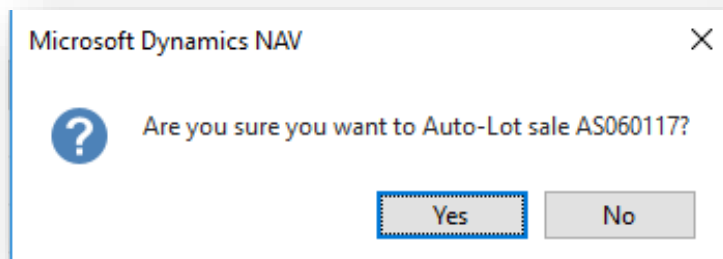 Microsoft Dynamics NAV
?
Are you sure you want to Auto-Lot sale AS060117?
Yes
No